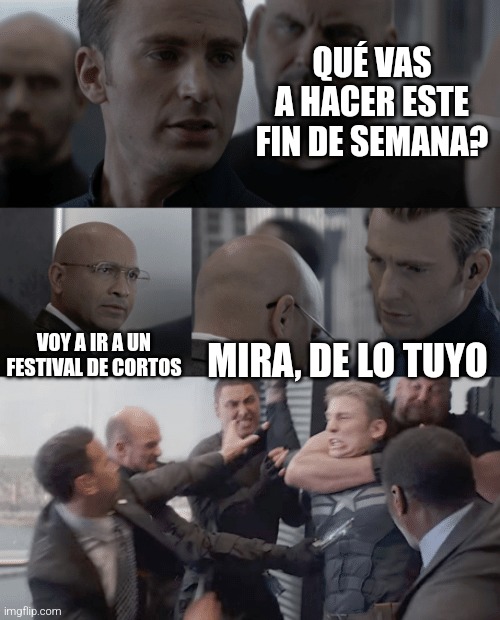 QUÉ VAS
A HACER ESTE
FIN DE SEMANA?
VOY A IR A UN
FESTIVAL DE CORTOS
MIRA, DE LO TUYO
imgflip.com